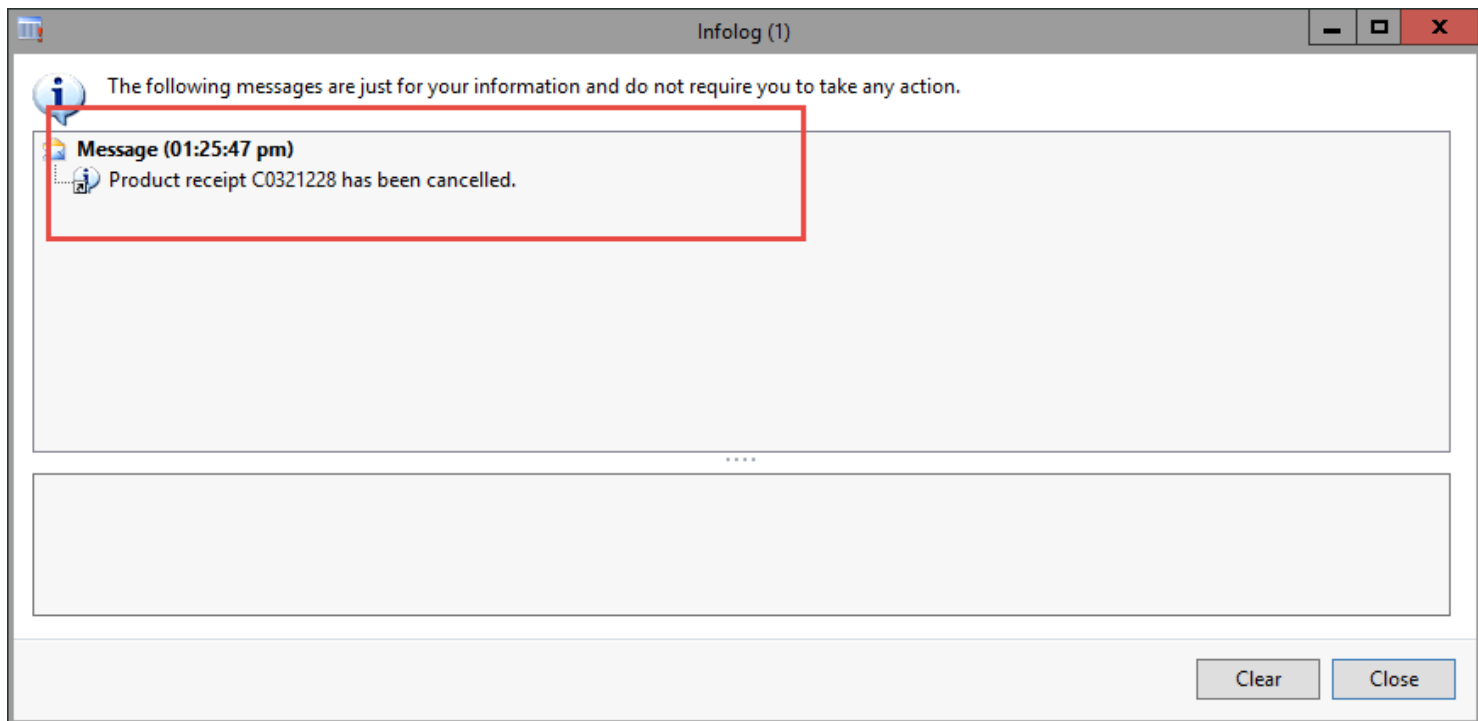 Infolog (1)
The following messages are just for your information and do not require you to take any action.
Message (01:25:47 pm)
Product receipt C0321228 has been cancelled.
Clear
Close